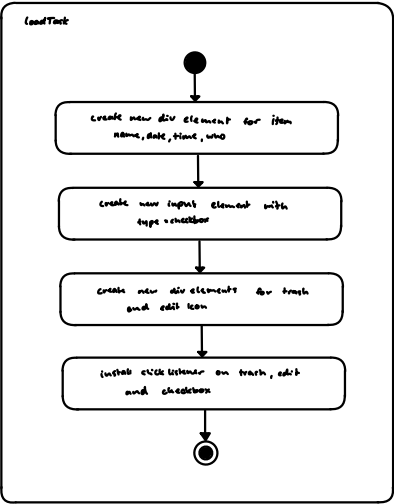 loadTask
create new div element for item
name, date, time, who
create new input element with
type=checkbox
create new div elements for trash
and edit icon
install click listener on trash, edit
and checkbox